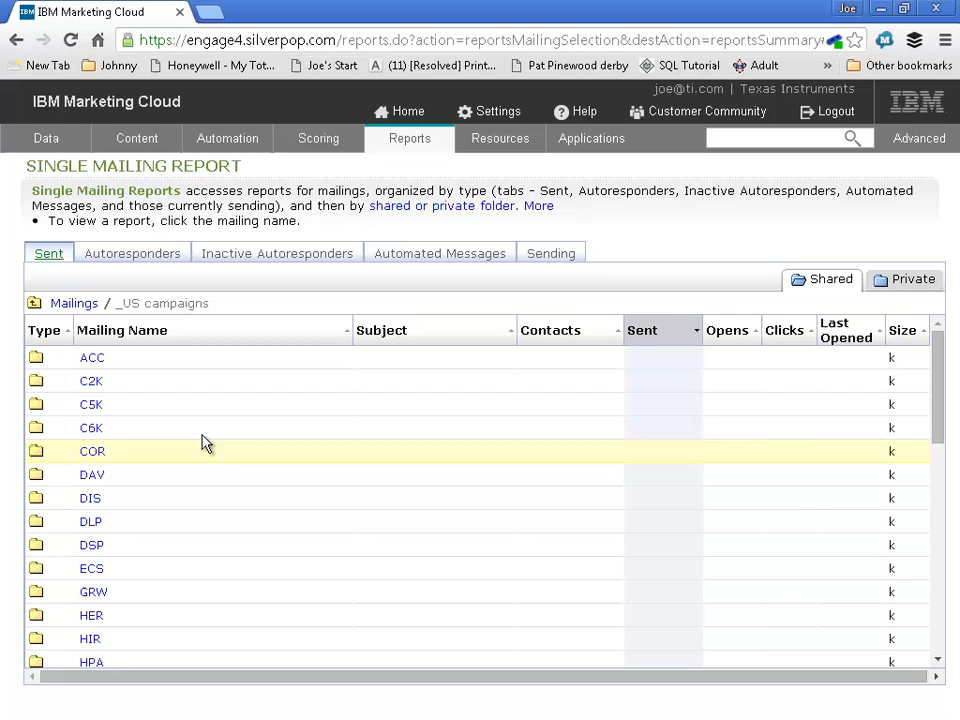 IBM Marketing Cloud
Joe
https://engage4.silverpop.com/reports.do?action=reportsMailingSelection&destAction=reportsSummary
New Tab Johnny Honeywell - My Tot... Joe's Start (11) [Resolved] Print... Pat Pinewood derby SQL Tutorial Adult » Other bookmarks
joe@ti.com | Texas Instruments
IBM Marketing Cloud
Home Settings Help Customer Community Logout
IBM
Data Content Automation Scoring Reports Resources Applications Advanced
SINGLE MAILING REPORT
Single Mailing Reports accesses reports for mailings, organized by type (tabs - Sent, Autoresponders, Inactive Autoresponders, Automated
Messages, and those currently sending), and then by shared or private folder. More
• To view a report, click the mailing name.
Sent Autoresponders Inactive Autoresponders Automated Messages Sending
Shared Private
Mailings / _US campaigns
Type Mailing Name Subject Contacts Sent Opens Clicks Last Opened Size
ACC k
C2K k
C5K k
C6K k
COR k
DAV k
DIS k
DLP k
DSP k
ECS k
GRW k
HER k
HIR k
HPA k